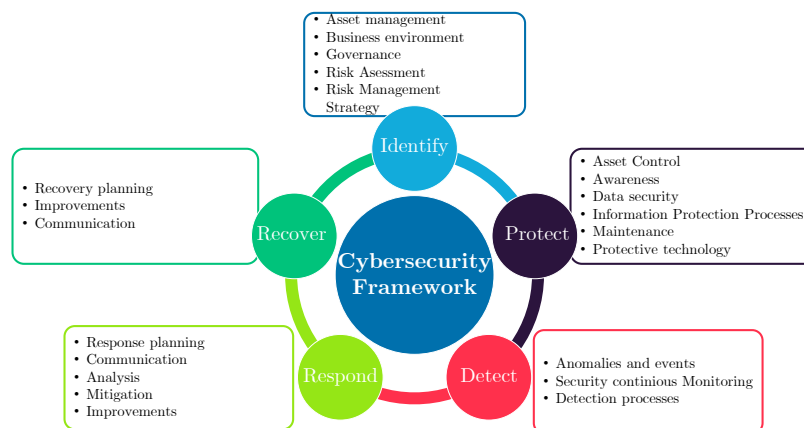 • Asset management
• Business environment
• Governance
• Risk Asessment
• Risk Management
Strategy
Identify
• Asset Control
• Awareness
• Data security
• Information Protection Processes
• Maintenance
• Protective technology
Protect
• Recovery planning
• Improvements
• Communication
Recover
Cybersecurity
Framework
• Response planning
• Communication
• Analysis
• Mitigation
• Improvements
Respond
Detect
• Anomalies and events
• Security continious Monitoring
• Detection processes